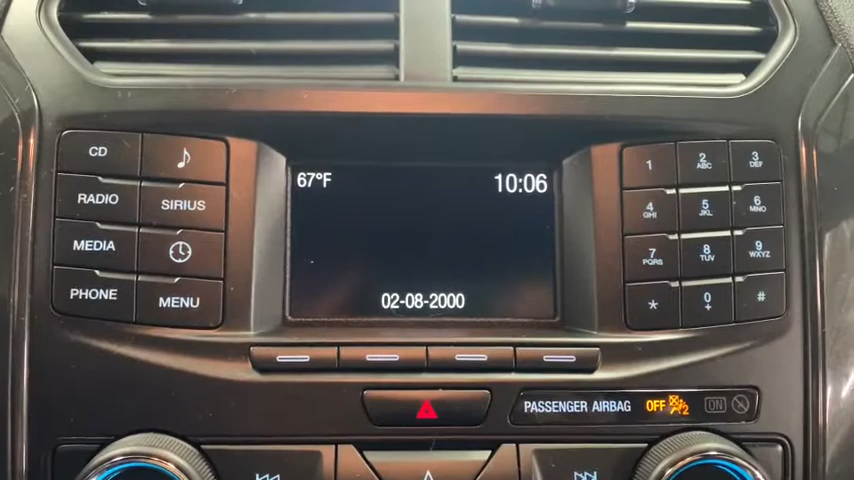 67°F 10:06
02-08-2000
CD
RADIO SIRIUS
MEDIA
PHONE MENU
1 2 ABC 3 DEF
4 GHI 5 JKL 6 MNO
7 PQRS 8 TUV 9 WXYZ
* 0 + #
PASSENGER AIRBAG OFF 2 ON